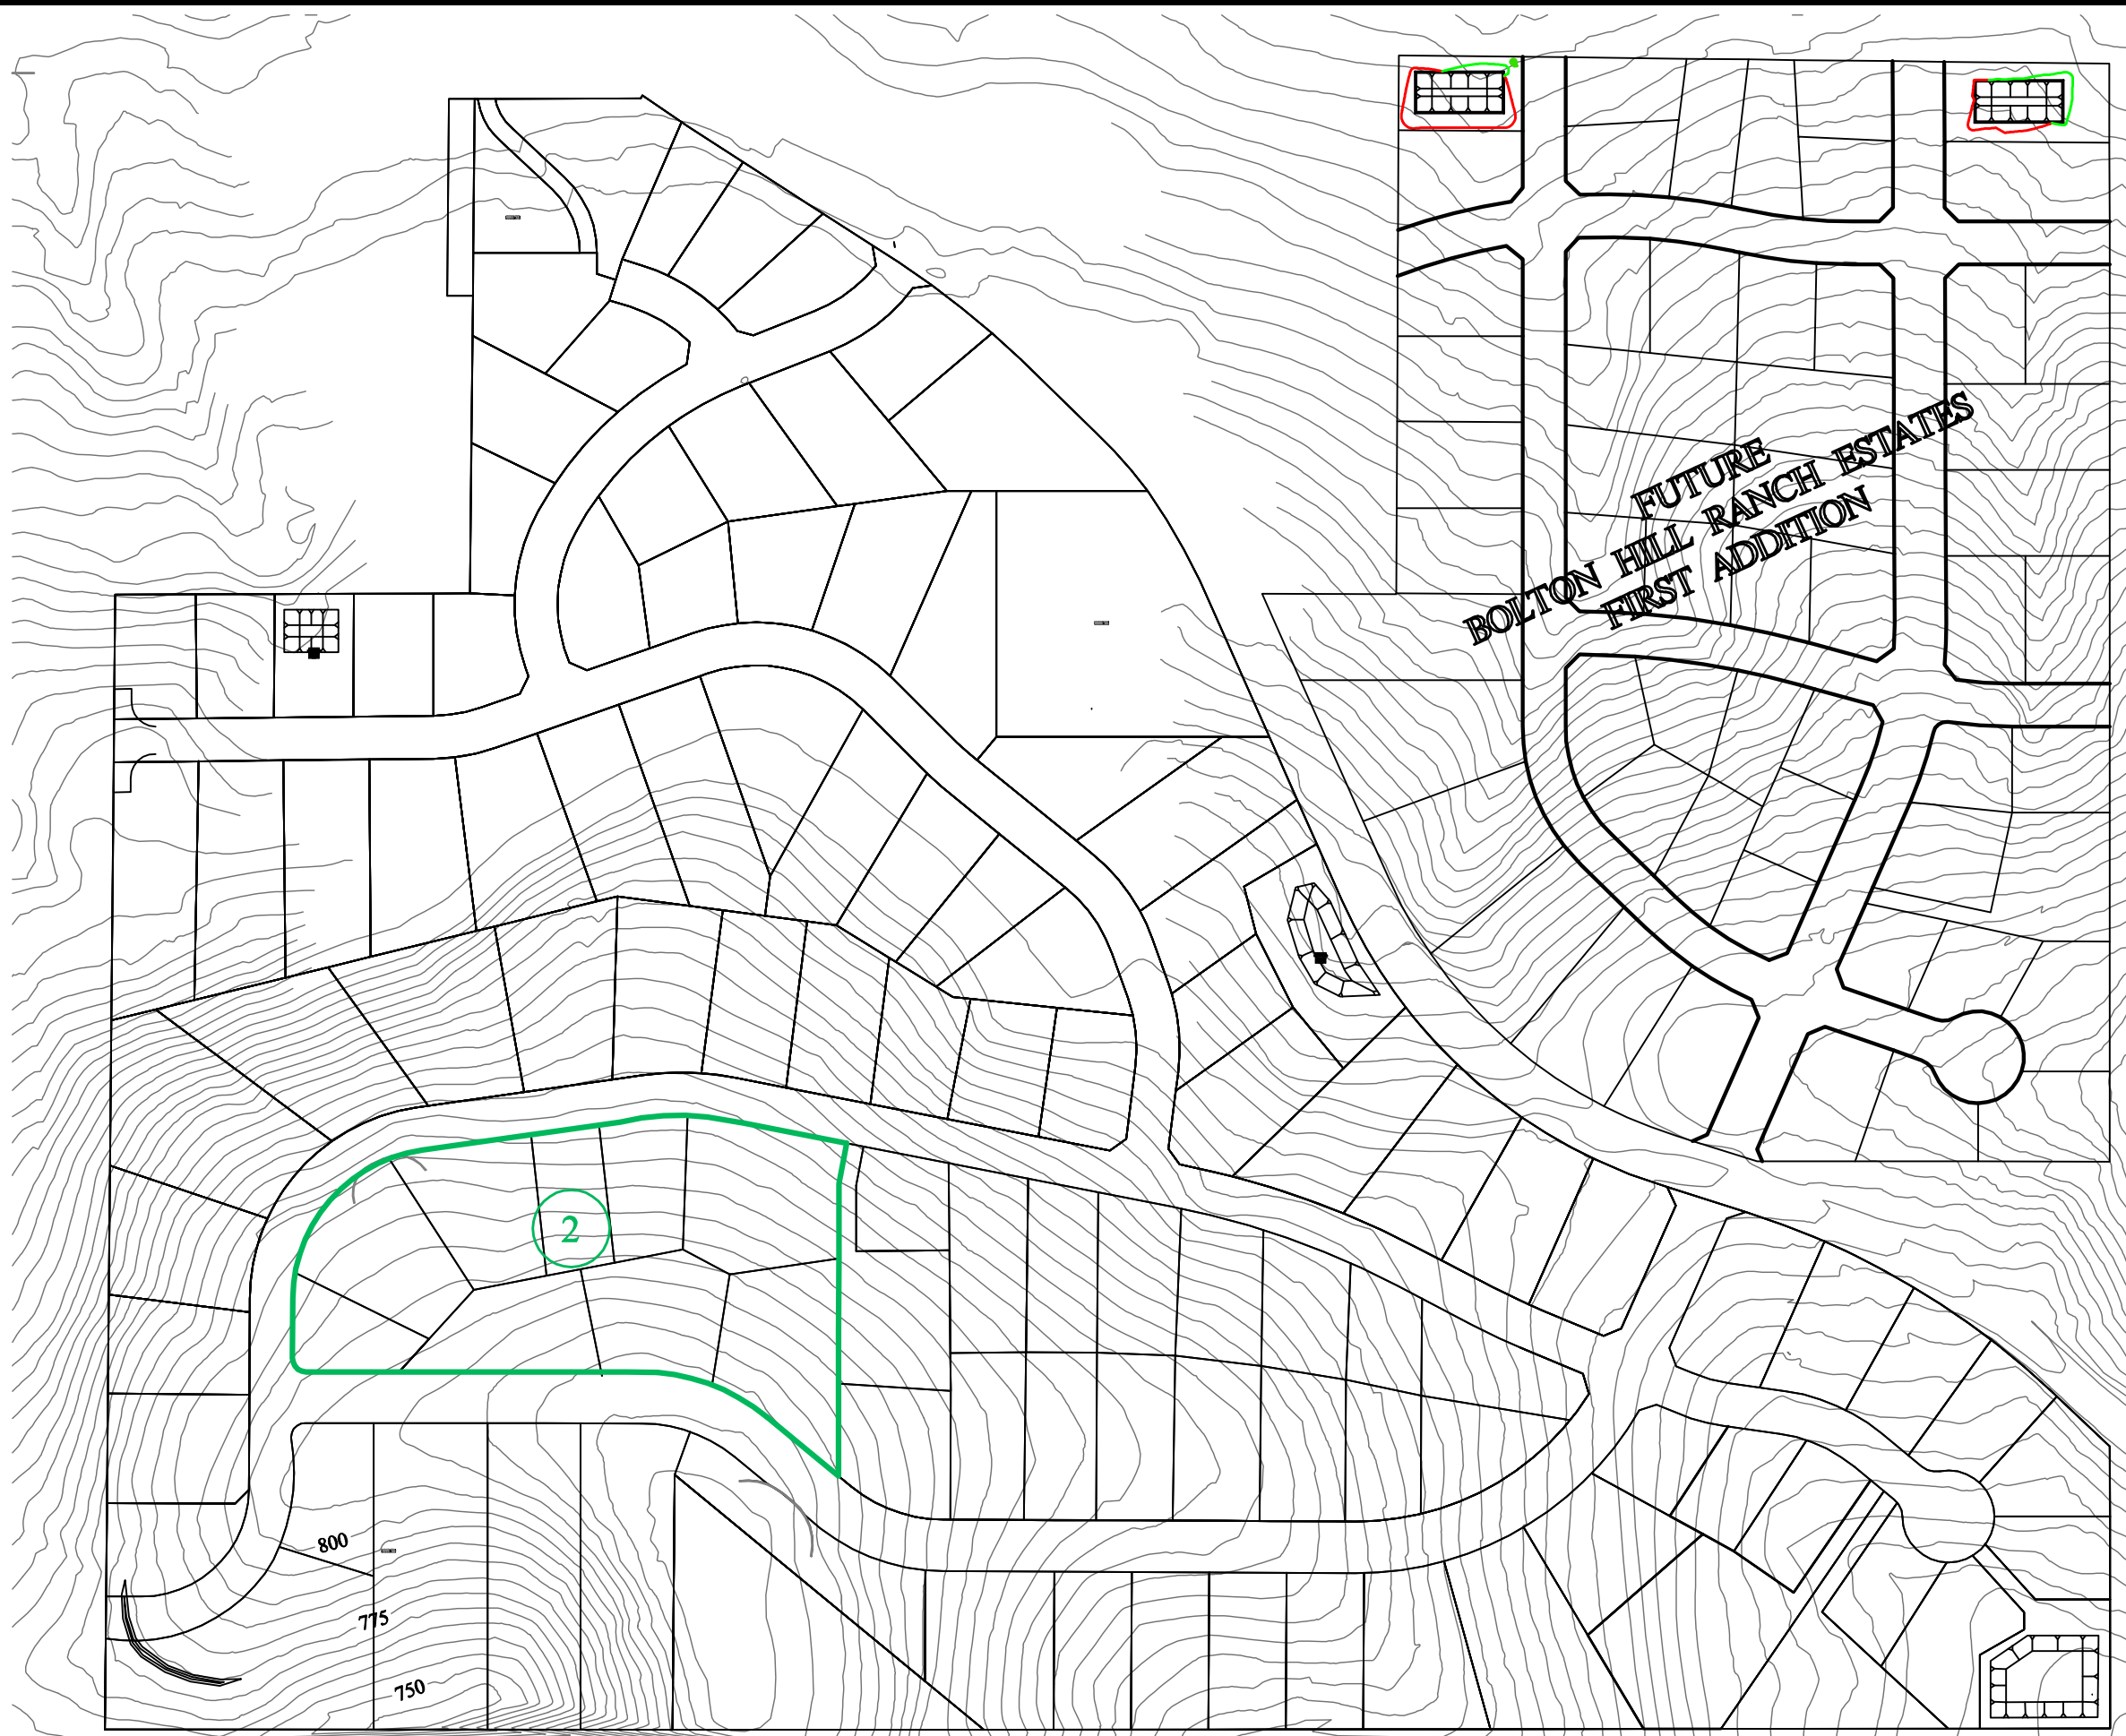 FUTURE
BOLTON HILL RANCH ESTATES
FIRST ADDITION
2
800
775
750